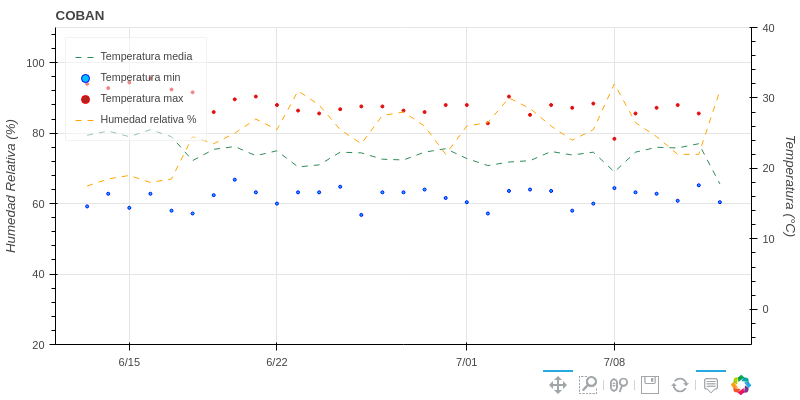 COBAN
Temperatura media
Temperatura min
Temperatura max
Humedad relativa %
Humedad Relativa (%)
100
80
60
40
20
Temperatura (°C)
40
30
20
10
0
6/15
6/22
7/01
7/08